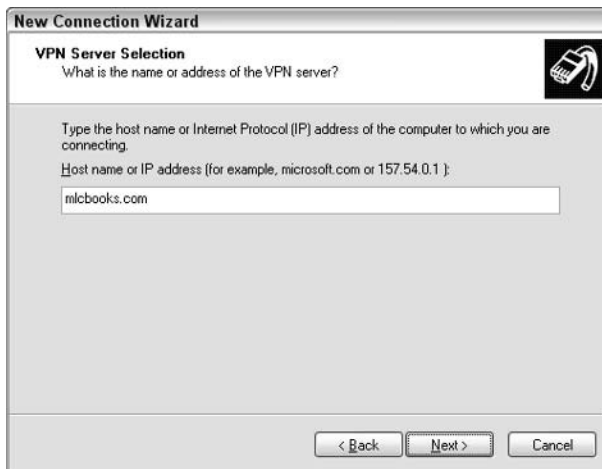 New Connection Wizard
VPN Server Selection
What is the name or address of the VPN server?
Type the host name or Internet Protocol (IP) address of the computer to which you are
connecting.
Host name or IP address (for example, microsoft.com or 157.54.0.1 ):
mlcbooks.com
< Back Next > Cancel